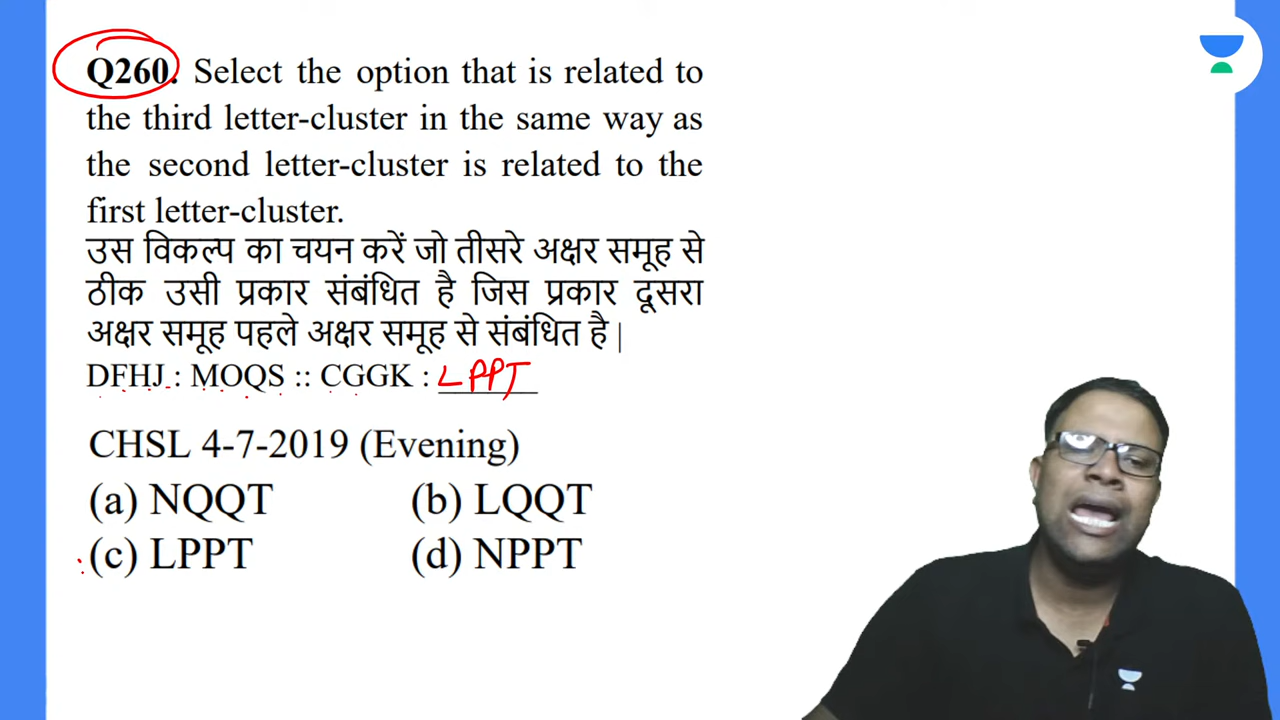 Q260. Select the option that is related to
the third letter-cluster in the same way as
the second letter-cluster is related to the
first letter-cluster.
उस विकल्प का चयन करें जो तीसरे अक्षर समूह से
ठीक उसी प्रकार संबंधित है जिस प्रकार दूसरा
अक्षर समूह पहले अक्षर समूह से संबंधित है |
DFHJ : MOQS :: CGGK : LPPT
CHSL 4-7-2019 (Evening)
(a) NQQT (b) LQQT
(c) LPPT (d) NPPT